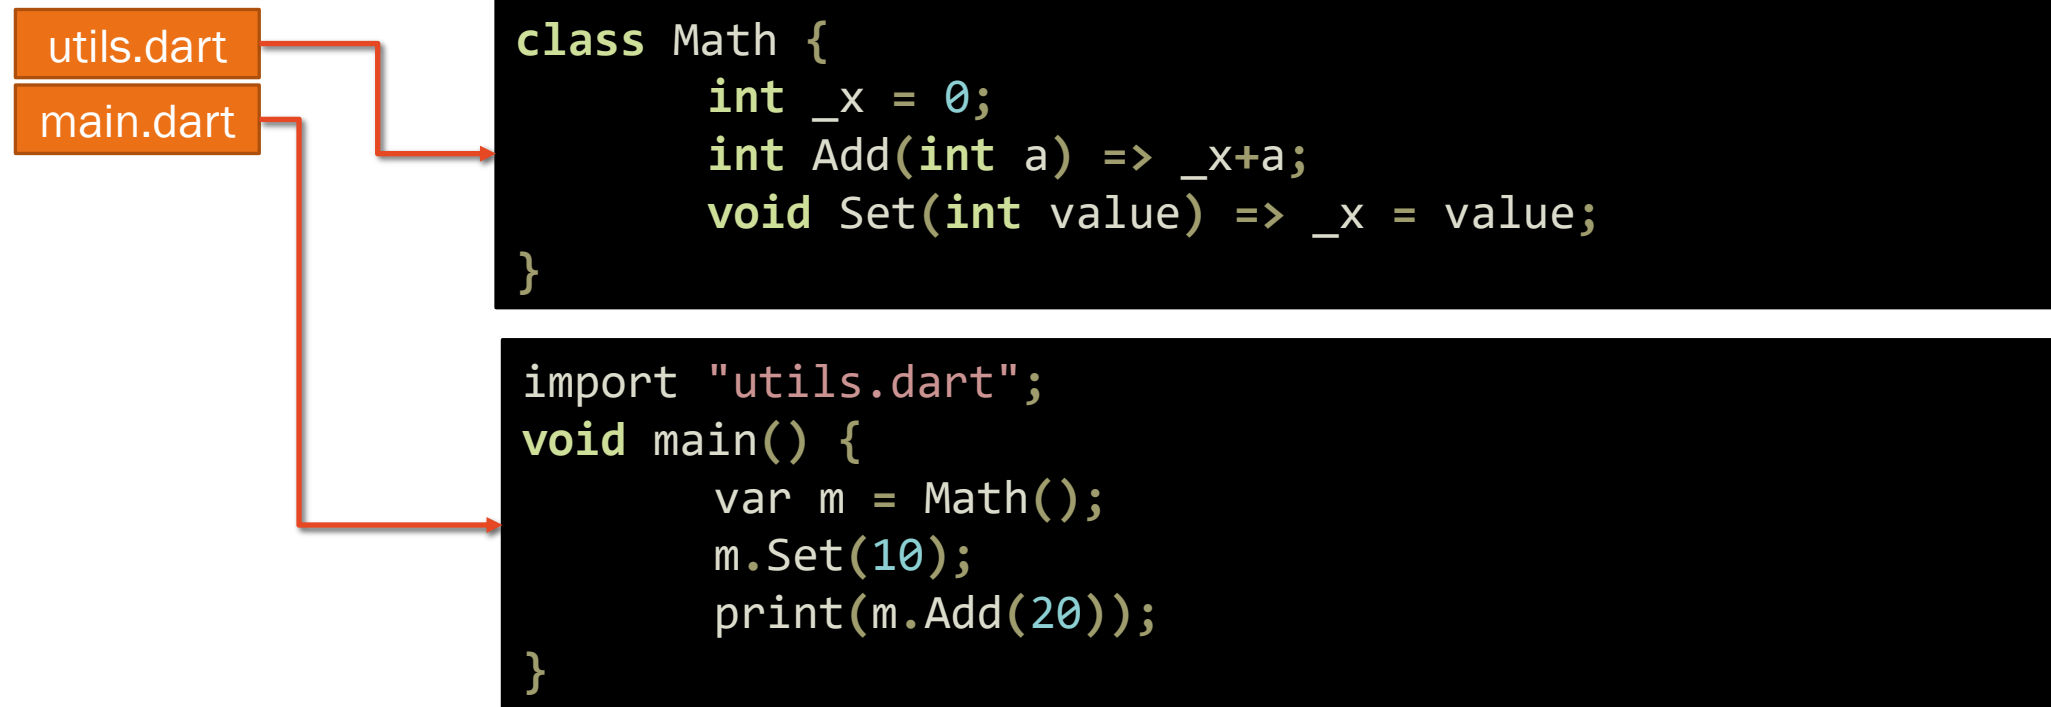 utils.dart
main.dart
class Math {
int _x = 0;
int Add(int a) => _x+a;
void Set(int value) => _x = value;
}
import "utils.dart";
void main() {
var m = Math();
m.Set(10);
print(m.Add(20));
}